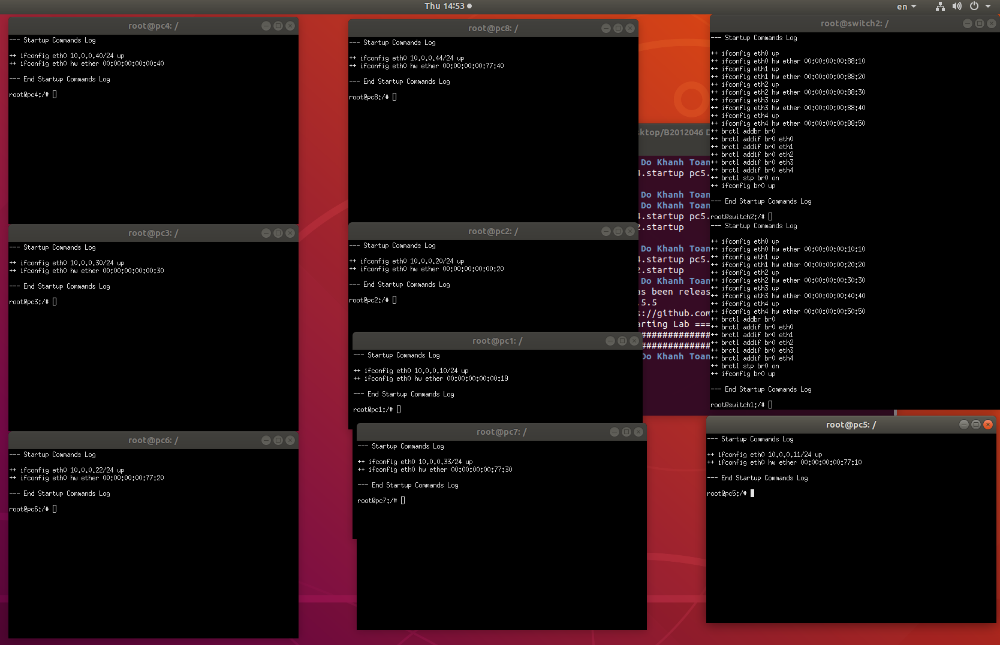 Thu 14:53
en
root@pc4: /
--- Startup Commands Log
++ ifconfig eth0 10.0.0.40/24 up
++ ifconfig eth0 hw ether 00:00:00:00:00:40
--- End Startup Commands Log
root@pc4:/#
root@pc3: /
--- Startup Commands Log
++ ifconfig eth0 10.0.0.30/24 up
++ ifconfig eth0 hw ether 00:00:00:00:00:30
--- End Startup Commands Log
root@pc3:/#
root@pc6: /
--- Startup Commands Log
++ ifconfig eth0 10.0.0.22/24 up
++ ifconfig eth0 hw ether 00:00:00:00:77:20
--- End Startup Commands Log
root@pc6:/#
root@pc8: /
--- Startup Commands Log
++ ifconfig eth0 10.0.0.44/24 up
++ ifconfig eth0 hw ether 00:00:00:00:77:40
--- End Startup Commands Log
root@pc8:/#
root@pc2: /
--- Startup Commands Log
++ ifconfig eth0 10.0.0.20/24 up
++ ifconfig eth0 hw ether 00:00:00:00:00:20
--- End Startup Commands Log
root@pc2:/#
root@pc1: /
--- Startup Commands Log
++ ifconfig eth0 10.0.0.10/24 up
++ ifconfig eth0 hw ether 00:00:00:00:00:19
--- End Startup Commands Log
root@pc1:/#
root@pc7: /
--- Startup Commands Log
++ ifconfig eth0 10.0.0.33/24 up
++ ifconfig eth0 hw ether 00:00:00:00:77:30
--- End Startup Commands Log
root@pc7:/#
sktop/B2012046 D
Do Khanh Toan
4.startup pc5.
Do Khanh Toan
Do Khanh Toan
4.startup pc5.
2.startup
Do Khanh Toan
4.startup pc5.
2.startup
Do Khanh Toan
as been releas
.5.5
s://github.com
arting Lab ===
#############
#############
Do Khanh Toan
root@switch2: /
--- Startup Commands Log
++ ifconfig eth0 up
++ ifconfig eth0 hw ether 00:00:00:00:88:10
++ ifconfig eth1 up
++ ifconfig eth1 hw ether 00:00:00:00:88:20
++ ifconfig eth2 up
++ ifconfig eth2 hw ether 00:00:00:00:88:30
++ ifconfig eth3 up
++ ifconfig eth3 hw ether 00:00:00:00:88:40
++ ifconfig eth4 up
++ ifconfig eth4 hw ether 00:00:00:00:88:50
++ brctl addbr br0
++ brctl addif br0 eth0
++ brctl addif br0 eth1
++ brctl addif br0 eth2
++ brctl addif br0 eth3
++ brctl addif br0 eth4
++ brctl stp br0 on
++ ifconfig br0 up
--- End Startup Commands Log
root@switch2:/#
--- Startup Commands Log
++ ifconfig eth0 up
++ ifconfig eth0 hw ether 00:00:00:00:10:10
++ ifconfig eth1 up
++ ifconfig eth1 hw ether 00:00:00:00:20:20
++ ifconfig eth2 up
++ ifconfig eth2 hw ether 00:00:00:00:30:30
++ ifconfig eth3 up
++ ifconfig eth3 hw ether 00:00:00:00:40:40
++ ifconfig eth4 up
++ ifconfig eth4 hw ether 00:00:00:00:50:50
++ brctl addbr br0
++ brctl addif br0 eth0
++ brctl addif br0 eth1
++ brctl addif br0 eth2
++ brctl addif br0 eth3
++ brctl addif br0 eth4
++ brctl stp br0 on
++ ifconfig br0 up
--- End Startup Commands Log
root@switch1:/#
root@pc5: /
--- Startup Commands Log
++ ifconfig eth0 10.0.0.11/24 up
++ ifconfig eth0 hw ether 00:00:00:00:77:10
--- End Startup Commands Log
root@pc5:/#